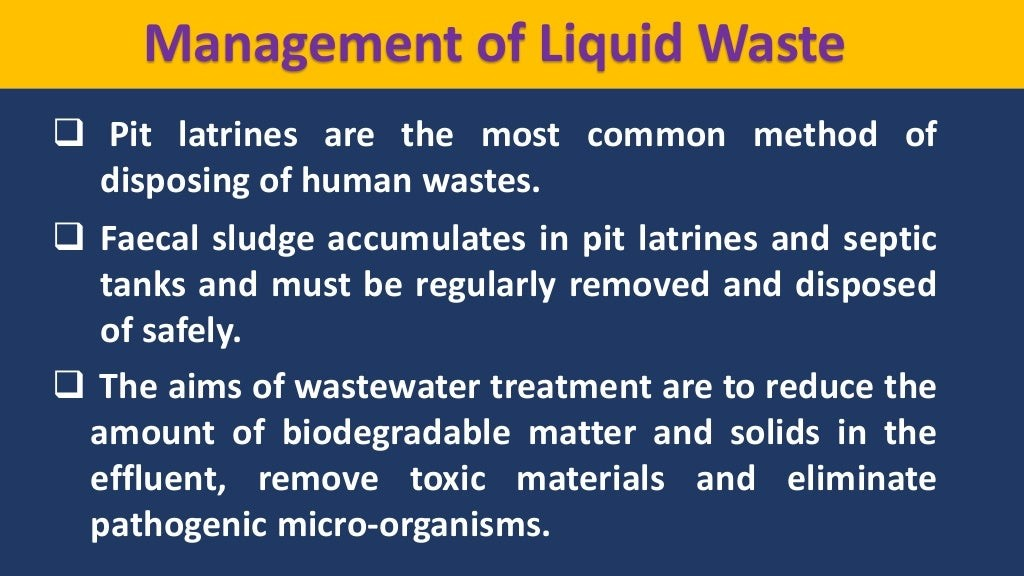 Management of Liquid Waste
❑ Pit latrines are the most common method of
disposing of human wastes.
❑ Faecal sludge accumulates in pit latrines and septic
tanks and must be regularly removed and disposed
of safely.
❑ The aims of wastewater treatment are to reduce the
amount of biodegradable matter and solids in the
effluent, remove toxic materials and eliminate
pathogenic micro-organisms.